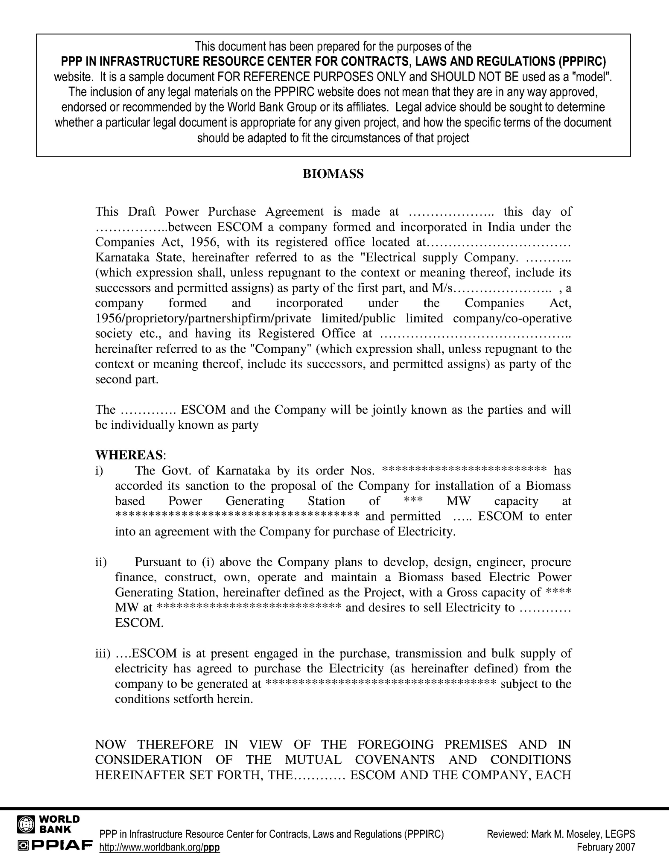 This document has been prepared for the purposes of the
PPP IN INFRASTRUCTURE RESOURCE CENTER FOR CONTRACTS, LAWS AND REGULATIONS (PPPIRC)
website. It is a sample document FOR REFERENCE PURPOSES ONLY and SHOULD NOT BE used as a "model".
The inclusion of any legal materials on the PPPIRC website does not mean that they are in any way approved,
endorsed or recommended by the World Bank Group or its affiliates. Legal advice should be sought to determine
whether a particular legal document is appropriate for any given project, and how the specific terms of the document
should be adapted to fit the circumstances of that project
BIOMASS
This Draft Power Purchase Agreement is made at ……………….. this day of
……………..between ESCOM a company formed and incorporated in India under the
Companies Act, 1956, with its registered office located at……………………………
Karnataka State, hereinafter referred to as the "Electrical supply Company. ………..
(which expression shall, unless repugnant to the context or meaning thereof, include its
successors and permitted assigns) as party of the first part, and M/s………………….. , a
company formed and incorporated under the Companies Act,
1956/proprietory/partnershipfirm/private limited/public limited company/co-operative
society etc., and having its Registered Office at ……………………………………..
hereinafter referred to as the "Company" (which expression shall, unless repugnant to the
context or meaning thereof, include its successors, and permitted assigns) as party of the
second part.
The …………. ESCOM and the Company will be jointly known as the parties and will
be individually known as party
WHEREAS:
i) The Govt. of Karnataka by its order Nos. ************************* has
accorded its sanction to the proposal of the Company for installation of a Biomass
based Power Generating Station of *** MW capacity at
************************************* and permitted ….. ESCOM to enter
into an agreement with the Company for purchase of Electricity.
ii) Pursuant to (i) above the Company plans to develop, design, engineer, procure
finance, construct, own, operate and maintain a Biomass based Electric Power
Generating Station, hereinafter defined as the Project, with a Gross capacity of ****
MW at **************************** and desires to sell Electricity to …………
ESCOM.
iii) ….ESCOM is at present engaged in the purchase, transmission and bulk supply of
electricity has agreed to purchase the Electricity (as hereinafter defined) from the
company to be generated at *********************************** subject to the
conditions setforth herein.
NOW THEREFORE IN VIEW OF THE FOREGOING PREMISES AND IN
CONSIDERATION OF THE MUTUAL COVENANTS AND CONDITIONS
HEREINAFTER SET FORTH, THE………… ESCOM AND THE COMPANY, EACH
WORLD
BANK
PPIAF
PPP in Infrastructure Resource Center for Contracts, Laws and Regulations (PPPIRC)
http://www.worldbank.org/ppp
Reviewed: Mark M. Moseley, LEGPS
February 2007